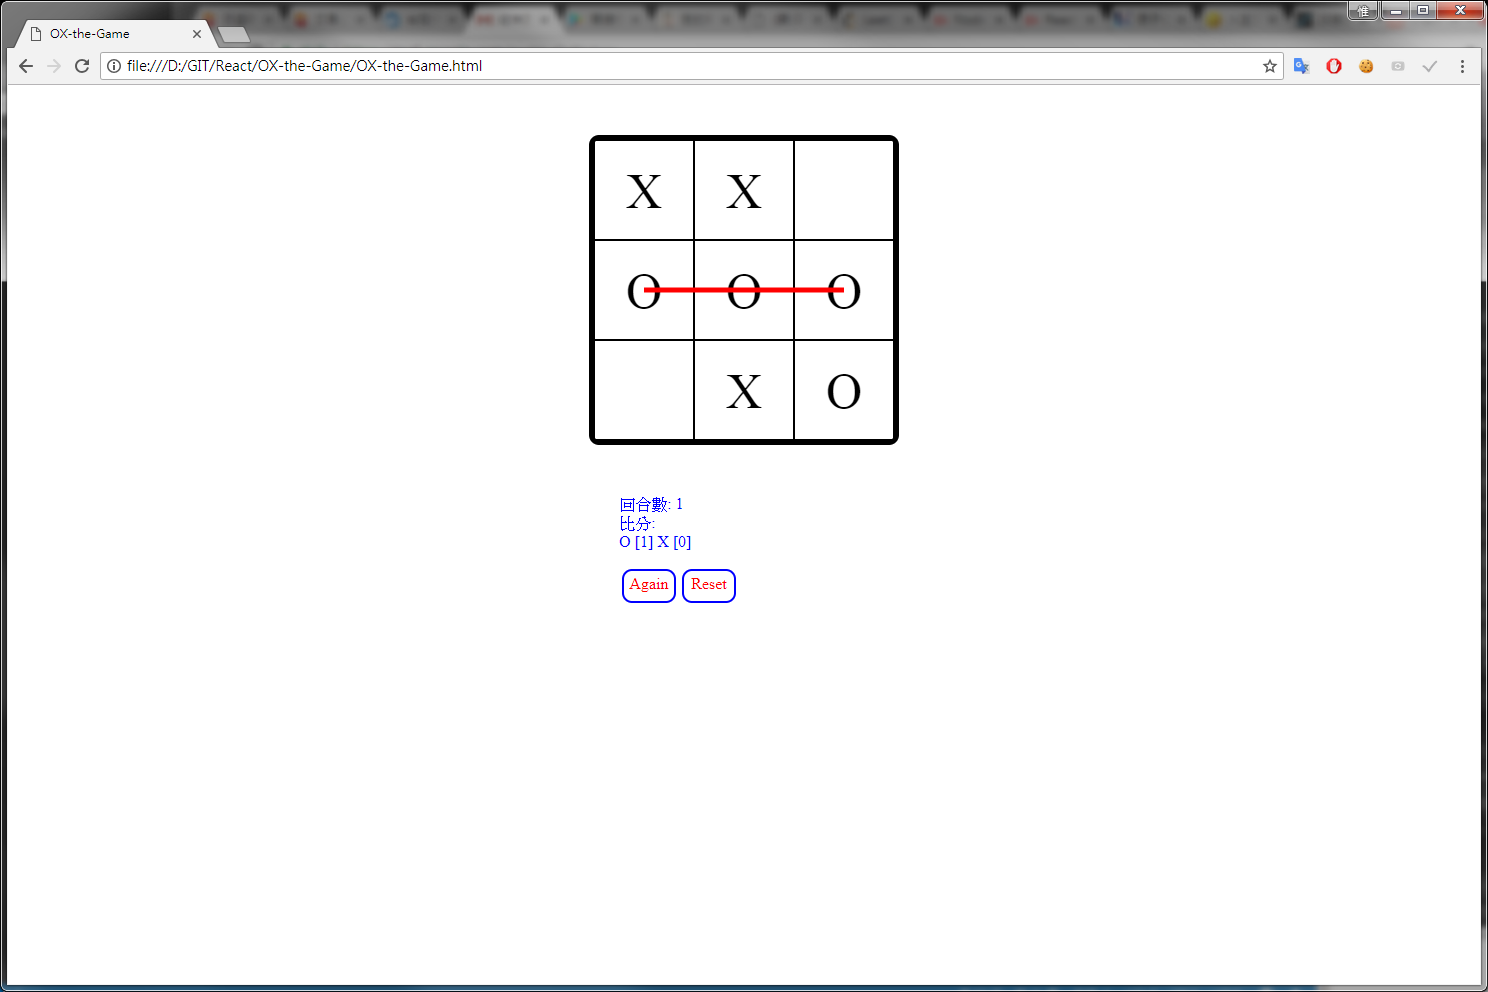 惟
OX-the-Game
file:///D:/GIT/React/OX-the-Game/OX-the-Game.html
X X
O O O
X O
回合數: 1
比分:
O [1] X [0]
Again Reset